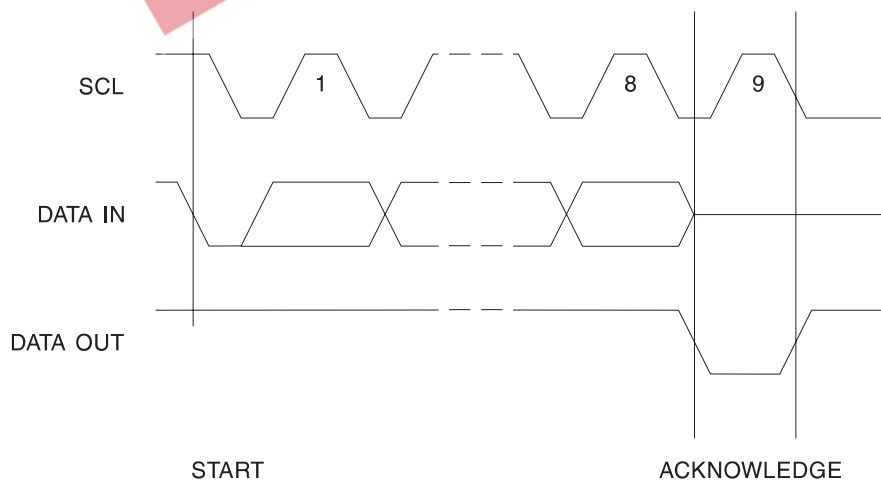 SCL
1
8
9
DATA IN
DATA OUT
START
ACKNOWLEDGE